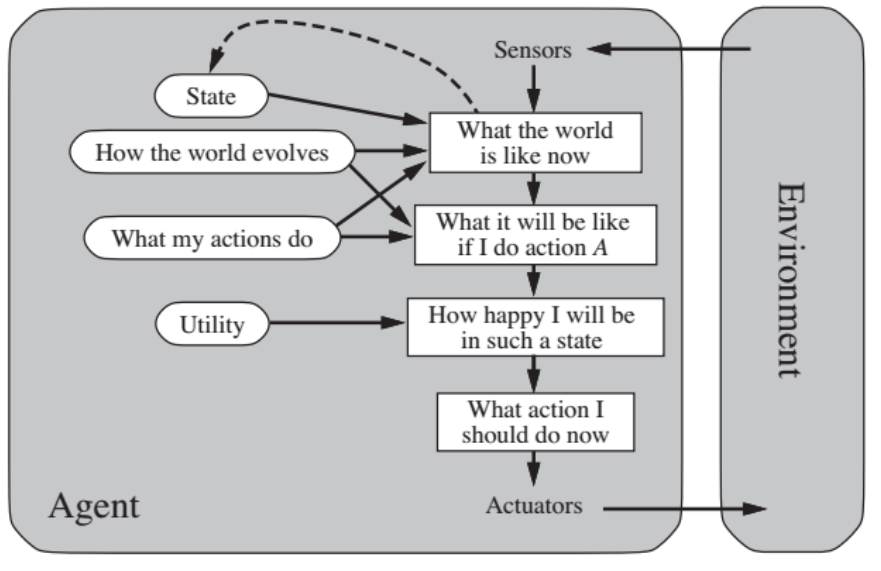 Sensors
State
What the world
is like now
How the world evolves
What it will be like
if I do action A
What my actions do
How happy I will be
in such a state
Utility
What action I
should do now
Agent
Actuators
Environment